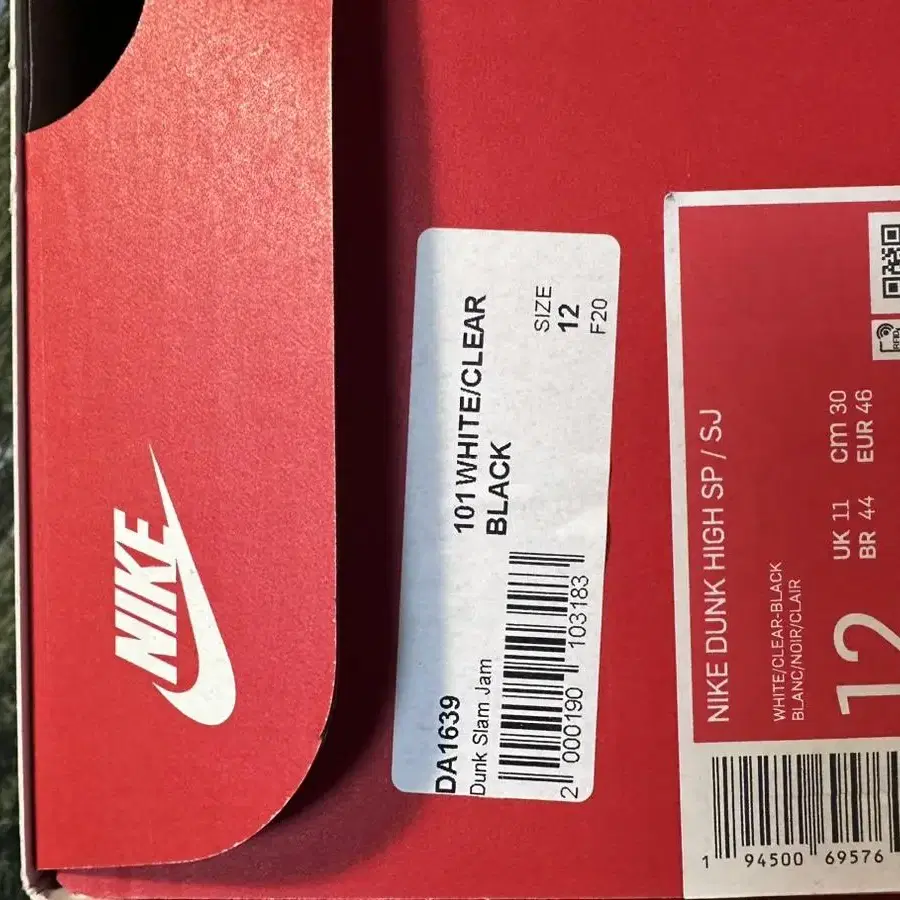 NIKE
DA1639
Dunk Slam Jam
101 WHITE/CLEAR
BLACK
SIZE
12
F20
2 000190 103183
NIKE DUNK HIGH SP / SJ
WHITE/CLEAR-BLACK
BLANC/NOIR/CLAIR
12
UK 11
BR 44
cm 30
EUR 46
RFID
1 94500 69576